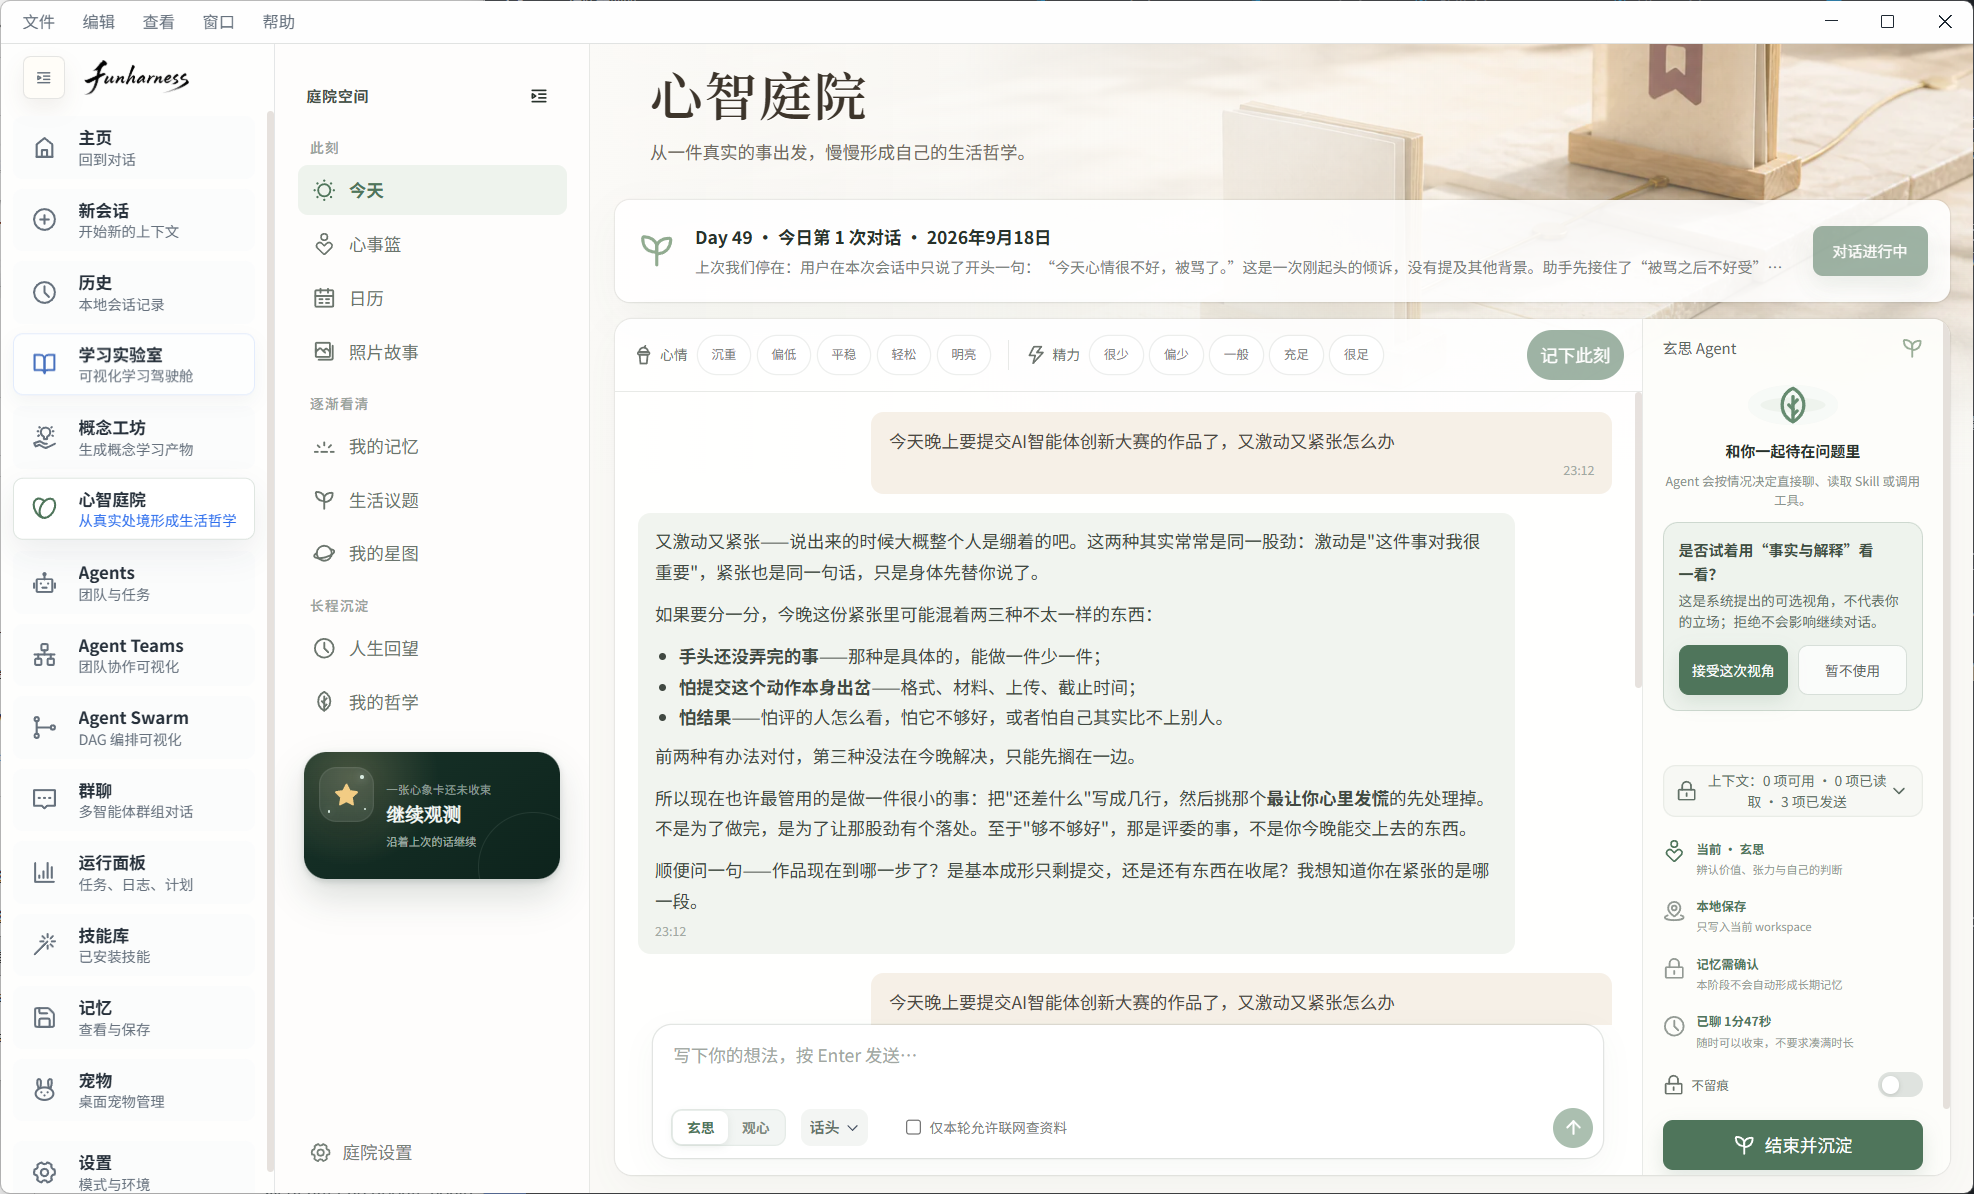 文件 编辑 查看 窗口 帮助
funharness
主页
回到对话
新会话
开始新的上下文
历史
本地会话记录
学习实验室
可视化学习驾驶舱
概念工坊
生成概念学习产物
心智庭院
从真实处境形成生活哲学
Agents
团队与任务
Agent Teams
团队协作可视化
Agent Swarm
DAG 编排可视化
群聊
多智能体群组对话
运行面板
任务、日志、计划
技能库
已安装技能
记忆
查看与保存
宠物
桌面宠物管理
设置
模式与环境
庭院空间
此刻
今天
心事篮
日历
照片故事
逐渐看清
我的记忆
生活议题
我的星图
长程沉淀
人生回望
我的哲学
一张心象卡还未收束
继续观测
沿着上次的话继续
庭院设置
心智庭院
从一件真实的事出发，慢慢形成自己的生活哲学。
Day 49 · 今日第 1 次对话 · 2026年9月18日
上次我们停在：用户在本次会话中只说了开头一句：“今天心情很不好，被骂了。”这是一次刚起头的倾诉，没有提及其他背景。助手先接住了“被骂之后不好受”…
对话进行中
心情 沉重 偏低 平稳 轻松 明亮 精力 很少 偏少 一般 充足 很足
记下此刻
今天晚上要提交AI智能体创新大赛的作品了，又激动又紧张怎么办
23:12
又激动又紧张——说出来的时候大概整个人是绷着的吧。这两种其实常常是同一股劲：激动是"这件事对我很
重要"，紧张也是同一句话，只是身体先替你说了。
如果要分一分，今晚这份紧张里可能混着两三种不太一样的东西：
• 手头还没弄完的事——那种是具体的，能做一件少一件；
• 怕提交这个动作本身出岔——格式、材料、上传、截止时间；
• 怕结果——怕评的人怎么看，怕它不够好，或者怕自己其实比不上别人。
前两种有办法对付，第三种没法在今晚解决，只能先搁在一边。
所以现在也许最管用的是做一件很小的事：把"还差什么"写成几行，然后挑那个最让你心里发慌的先处理掉。
不是为了做完，是为了让那股劲有个落处。至于"够不够好"，那是评委的事，不是你今晚能交上去的东西。
顺便问一句——作品现在到哪一步了？是基本成形只剩提交，还是还有东西在收尾？我想知道你在紧张的是哪
一段。
23:12
今天晚上要提交AI智能体创新大赛的作品了，又激动又紧张怎么办
写下你的想法，按 Enter 发送…
玄思 观心 话头 仅本轮允许联网查资料
玄思 Agent
和你一起待在问题里
Agent 会按情况决定直接聊、读取 Skill 或调用
工具。
是否试着用“事实与解释”看
一看？
这是系统提出的可选视角，不代表你
的立场；拒绝不会影响继续对话。
接受这次视角 暂不使用
上下文：0 项可用 · 0 项已读
取 · 3 项已发送
当前 · 玄思
辨认价值、张力与自己的判断
本地保存
只写入当前 workspace
记忆需确认
本阶段不会自动形成长期记忆
已聊 1分47秒
随时可以收束，不要求凑满时长
不留痕
结束并沉淀